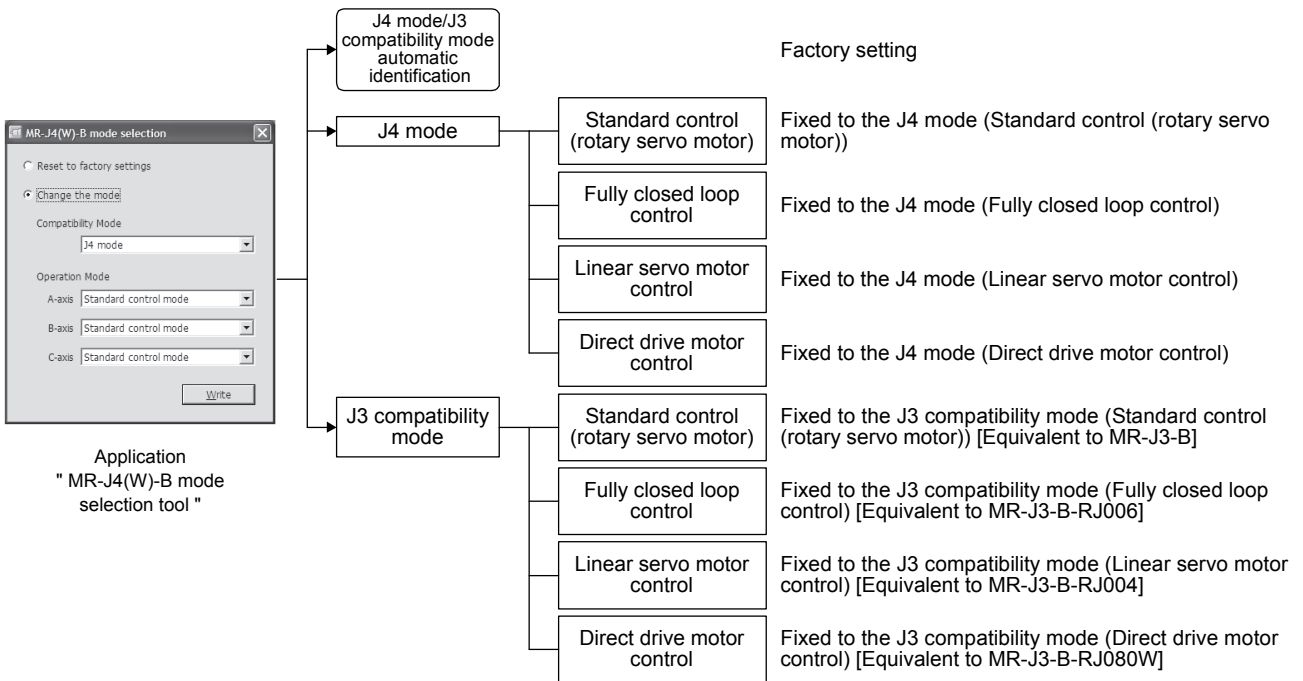 J4 mode/J3
compatibility mode
automatic
identification
Factory setting
MR-J4(W)-B mode selection
Reset to factory settings
Change the mode
Compatibility Mode
J4 mode
Operation Mode
A-axis Standard control mode
B-axis Standard control mode
C-axis Standard control mode
Write
Application
" MR-J4(W)-B mode
selection tool "
J4 mode
Standard control
(rotary servo motor)
Fixed to the J4 mode (Standard control (rotary servo
motor))
Fully closed loop
control
Fixed to the J4 mode (Fully closed loop control)
Linear servo motor
control
Fixed to the J4 mode (Linear servo motor control)
Direct drive motor
control
Fixed to the J4 mode (Direct drive motor control)
J3 compatibility
mode
Standard control
(rotary servo motor)
Fixed to the J3 compatibility mode (Standard control
(rotary servo motor)) [Equivalent to MR-J3-B]
Fully closed loop
control
Fixed to the J3 compatibility mode (Fully closed loop
control) [Equivalent to MR-J3-B-RJ006]
Linear servo motor
control
Fixed to the J3 compatibility mode (Linear servo motor
control) [Equivalent to MR-J3-B-RJ004]
Direct drive motor
control
Fixed to the J3 compatibility mode (Direct drive motor
control) [Equivalent to MR-J3-B-RJ080W]